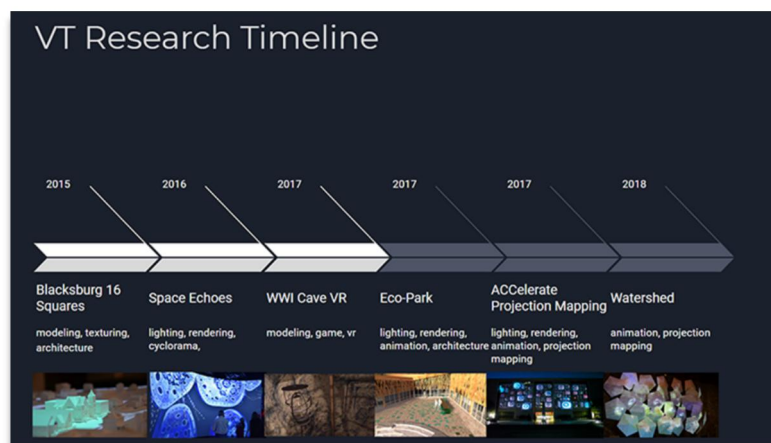 VT Research Timeline
2015
2016
2017
2017
2017
2018
Blacksburg 16
Squares
modeling, texturing,
architecture
Space Echoes
lighting, rendering,
cyclorama,
WWI Cave VR
modeling, game, vr
Eco-Park
lighting, rendering,
animation, architecture
ACCelerate
Projection Mapping
lighting, rendering,
animation, projection
mapping
Watershed
animation, projection
mapping